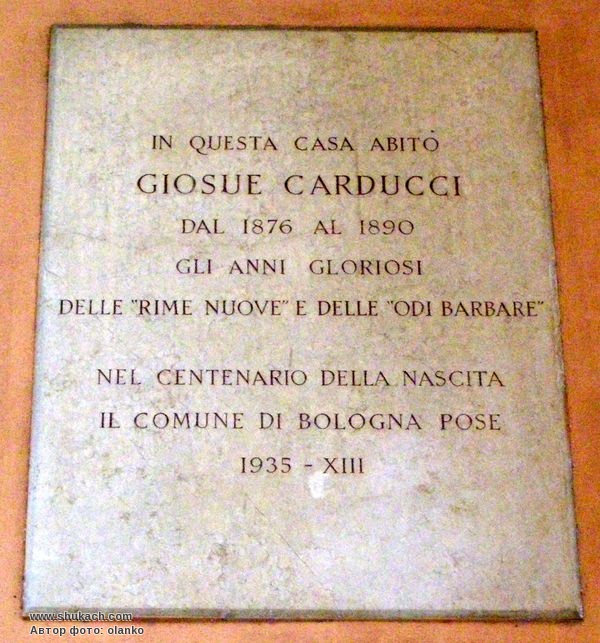 IN QUESTA CASA ABITÒ
GIOSUE CARDUCCI
DAL 1876 AL 1890
GLI ANNI GLORIOSI
DELLE "RIME NUOVE" E DELLE "ODI BARBARE"
NEL CENTENARIO DELLA NASCITA
IL COMUNE DI BOLOGNA POSE
1935 - XIII
www.shukach.com
Автор фото: olanko